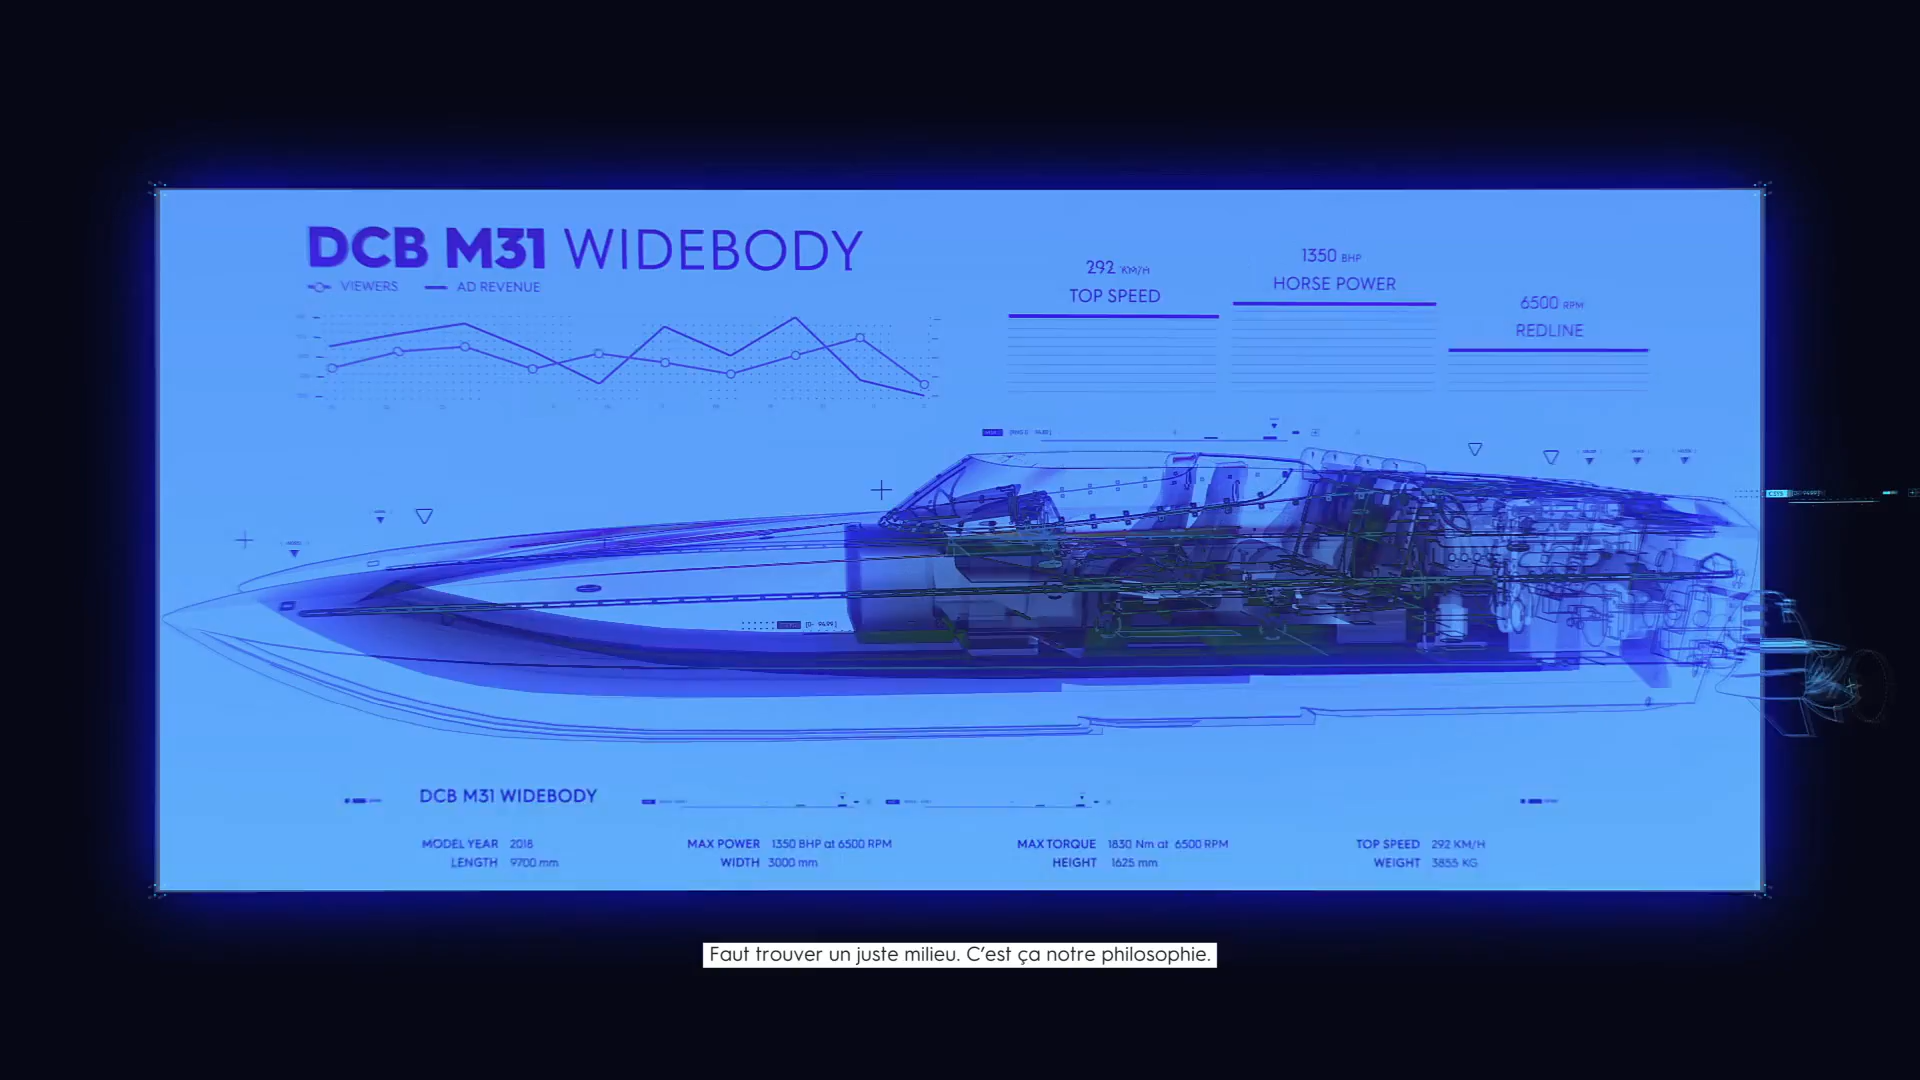 DCB M31 WIDEBODY
VIEWERS AD REVENUE
292 KM/H
TOP SPEED
1350 BHP
HORSE POWER
6500 RPM
REDLINE
DCB M31 WIDEBODY
MODEL YEAR 2018
LENGTH 9700 mm
MAX POWER 1350 BHP at 6500 RPM
WIDTH 3000 mm
MAX TORQUE 1830 Nm at 6500 RPM
HEIGHT 1625 mm
TOP SPEED 292 KM/H
WEIGHT 3855 KG
Faut trouver un juste milieu. C'est ça notre philosophie.